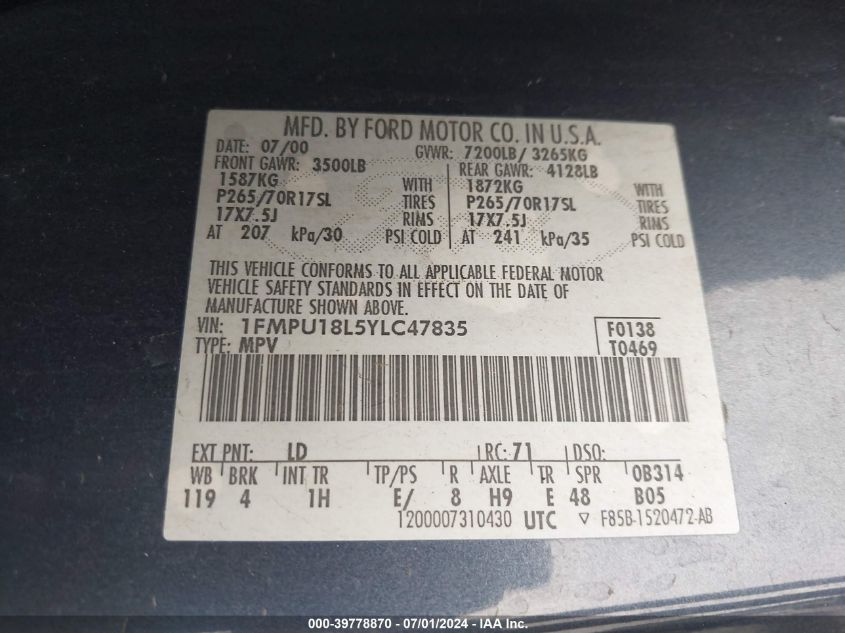 MFD. BY FORD MOTOR CO. IN U.S.A.
DATE: 07/00 GVWR: 7200LB/ 3265KG
FRONT GAWR: 3500LB REAR GAWR: 4128LB
1587KG WITH 1872KG WITH
P265/70R17SL TIRES P265/70R17SL TIRES
17X7.5J RIMS 17X7.5J RIMS
AT 207 kPa/30 PSI COLD AT 241 kPa/35 PSI COLD
THIS VEHICLE CONFORMS TO ALL APPLICABLE FEDERAL MOTOR
VEHICLE SAFETY STANDARDS IN EFFECT ON THE DATE OF
MANUFACTURE SHOWN ABOVE.
VIN: 1FMPU18L5YLC47835 F0138
TYPE: MPV T0469
EXT PNT: LD RC: 71 DSO:
WB BRK INT TR TP/PS R AXLE TR SPR 0B314
119 4 1H E/ 8 H9 E 48 B05
1200007310430 UTC ▽ F85B-1520472-AB
000-39778870 - 07/01/2024 - IAA Inc.